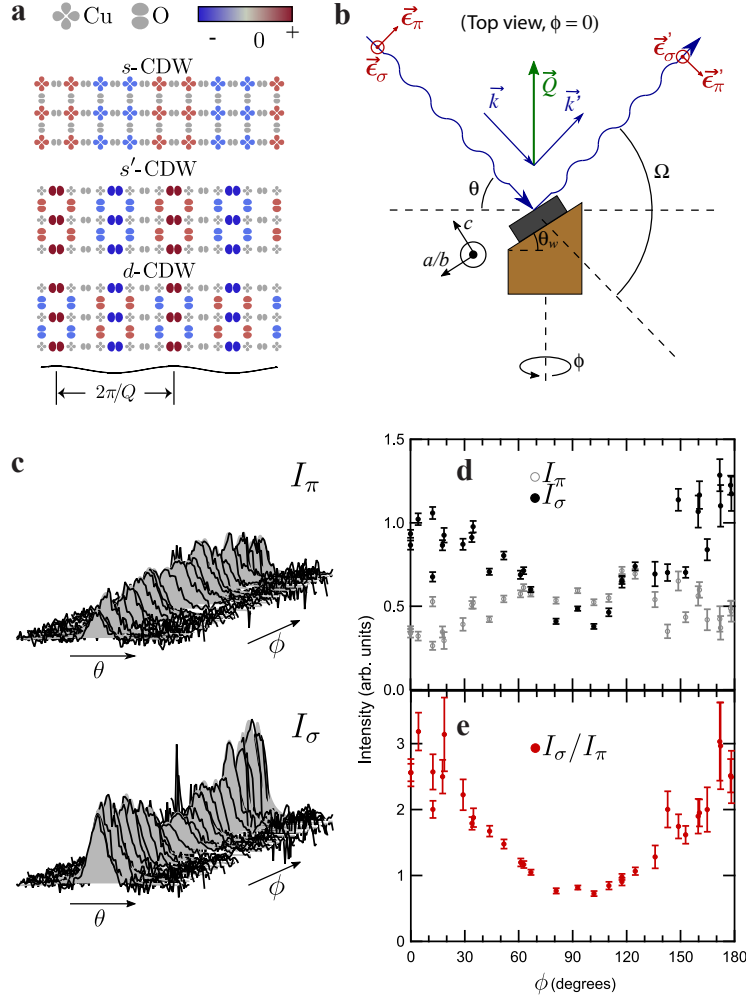 a
Cu
O
-
0
+
s-CDW
s′-CDW
d-CDW
2π/Q
b
(Top view, ϕ = 0)
ϵ⃗π
ϵ⃗σ
ϵ⃗σ'
ϵ⃗π'
Q⃗
k⃗
k⃗'
θ
Ω
θw
c
a/b
ϕ
c
Iπ
θ
ϕ
Iσ
θ
ϕ
d
Iπ
Iσ
1.5
1.0
0.5
0.0
Intensity (arb. units)
e
Iσ/Iπ
3
2
1
0
0
30
60
90
120
150
180
ϕ (degrees)